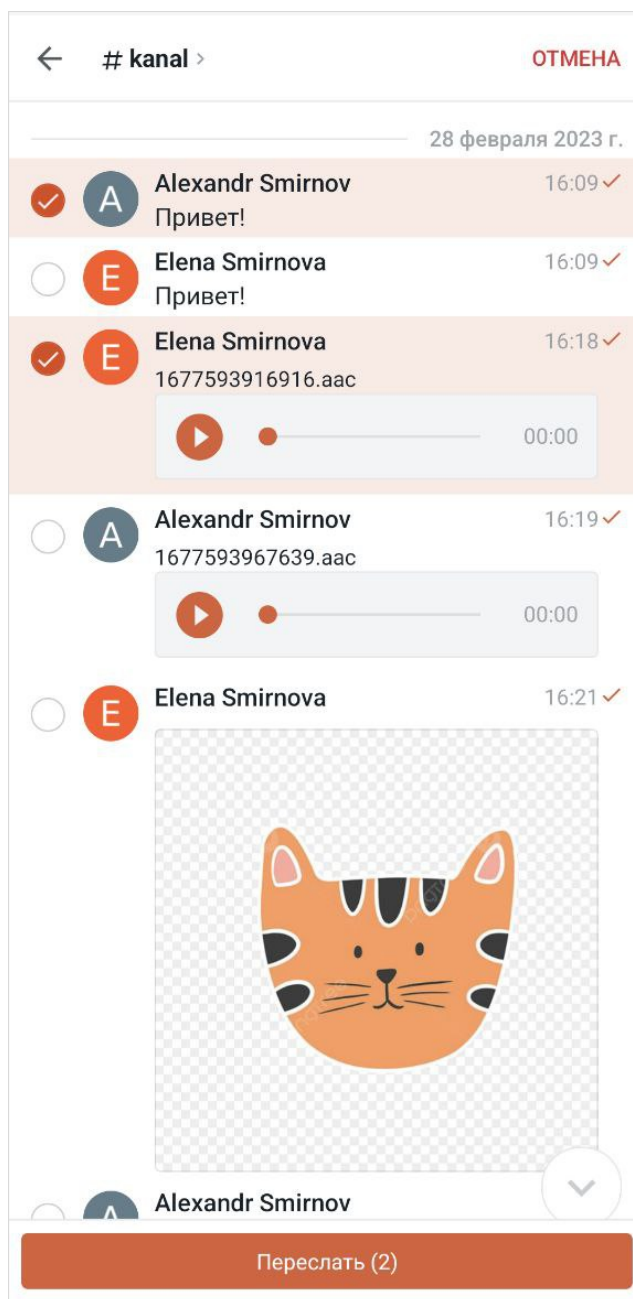 # kanal >
ОТМЕНА
28 февраля 2023 г.
A
Alexandr Smirnov
16:09
Привет!
E
Elena Smirnova
16:09
Привет!
E
Elena Smirnova
16:18
1677593916916.aac
00:00
A
Alexandr Smirnov
16:19
1677593967639.aac
00:00
E
Elena Smirnova
16:21
A
Alexandr Smirnov
Переслать (2)